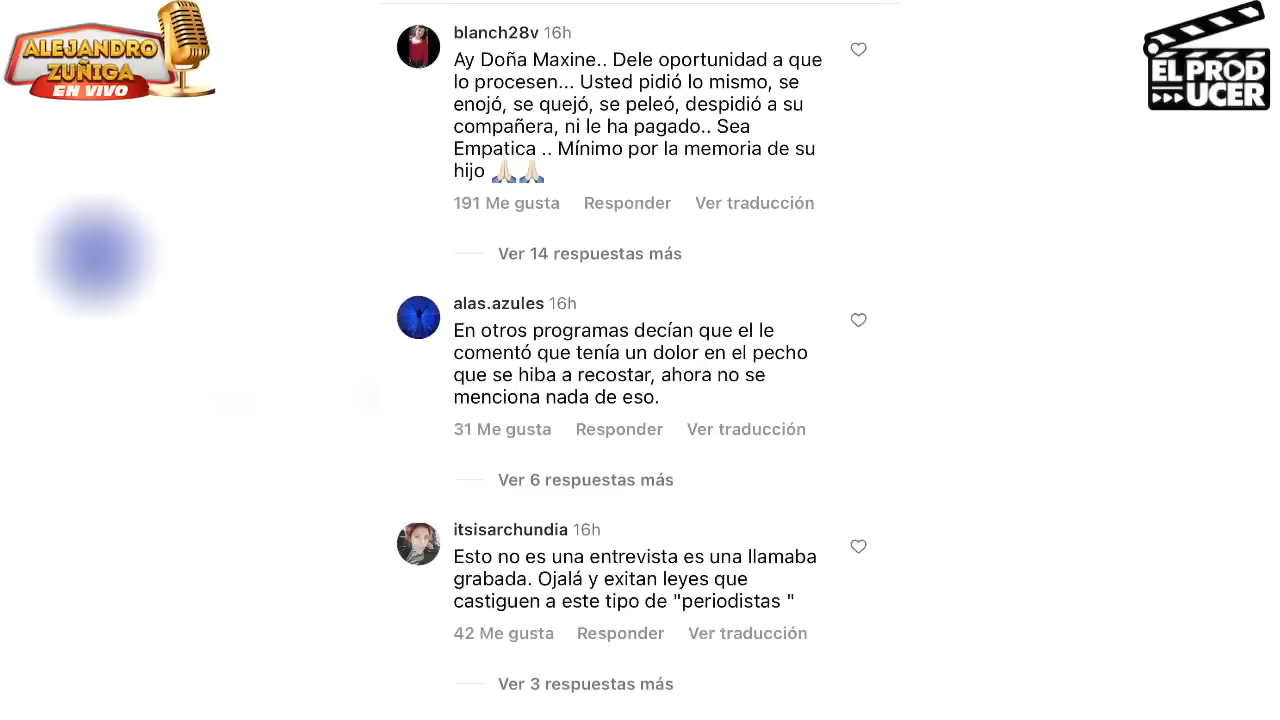 ALEJANDRO
ZUÑIGA
EN VIVO
EL PROD
UCER
blanch28v 16h
Ay Doña Maxine.. Dele oportunidad a que
lo procesen... Usted pidió lo mismo, se
enojó, se quejó, se peleó, despidió a su
compañera, ni le ha pagado.. Sea
Empatica .. Mínimo por la memoria de su
hijo 🙏🏻🙏🏻
191 Me gusta Responder Ver traducción
Ver 14 respuestas más
alas.azules 16h
En otros programas decían que el le
comentó que tenía un dolor en el pecho
que se hiba a recostar, ahora no se
menciona nada de eso.
31 Me gusta Responder Ver traducción
Ver 6 respuestas más
itsisarchundia 16h
Esto no es una entrevista es una llamaba
grabada. Ojalá y exitan leyes que
castiguen a este tipo de "periodistas "
42 Me gusta Responder Ver traducción
Ver 3 respuestas más